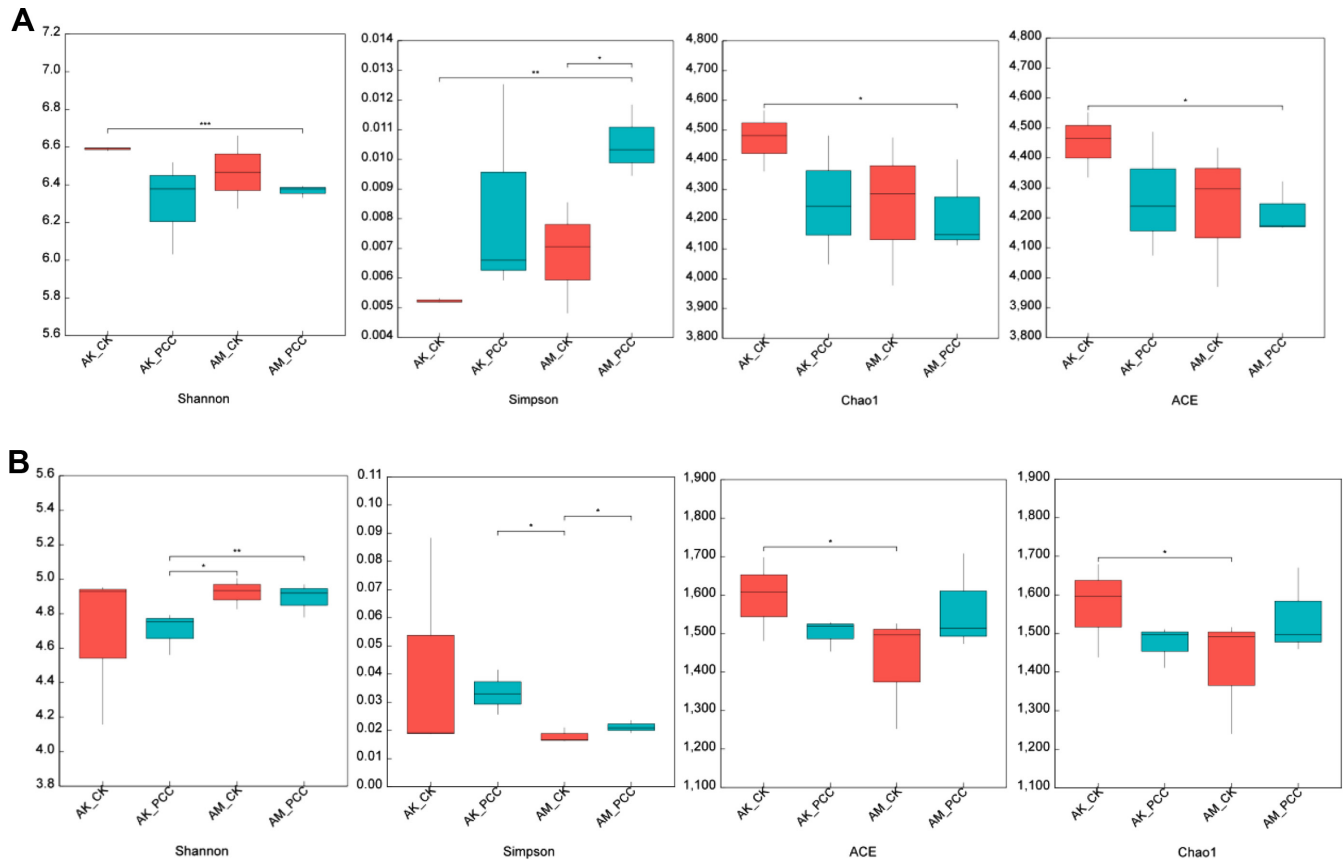 A
7.2
7.0
6.8
6.6
6.4
6.2
6.0
5.8
5.6
***
AK_CK
AK_PCC
AM_CK
AM_PCC
Shannon
0.014
0.013
0.012
0.011
0.010
0.009
0.008
0.007
0.006
0.005
0.004
**
*
AK_CK
AK_PCC
AM_CK
AM_PCC
Simpson
4,800
4,700
4,600
4,500
4,400
4,300
4,200
4,100
4,000
3,900
3,800
*
AK_CK
AK_PCC
AM_CK
AM_PCC
Chao1
4,800
4,700
4,600
4,500
4,400
4,300
4,200
4,100
4,000
3,900
3,800
*
AK_CK
AK_PCC
AM_CK
AM_PCC
ACE
B
5.6
5.4
5.2
5.0
4.8
4.6
4.4
4.2
4.0
3.8
**
*
AK_CK
AK_PCC
AM_CK
AM_PCC
Shannon
0.11
0.10
0.09
0.08
0.07
0.06
0.05
0.04
0.03
0.02
0.01
0.00
*
*
AK_CK
AK_PCC
AM_CK
AM_PCC
Simpson
1,900
1,800
1,700
1,600
1,500
1,400
1,300
1,200
1,100
*
AK_CK
AK_PCC
AM_CK
AM_PCC
ACE
1,900
1,800
1,700
1,600
1,500
1,400
1,300
1,200
1,100
*
AK_CK
AK_PCC
AM_CK
AM_PCC
Chao1